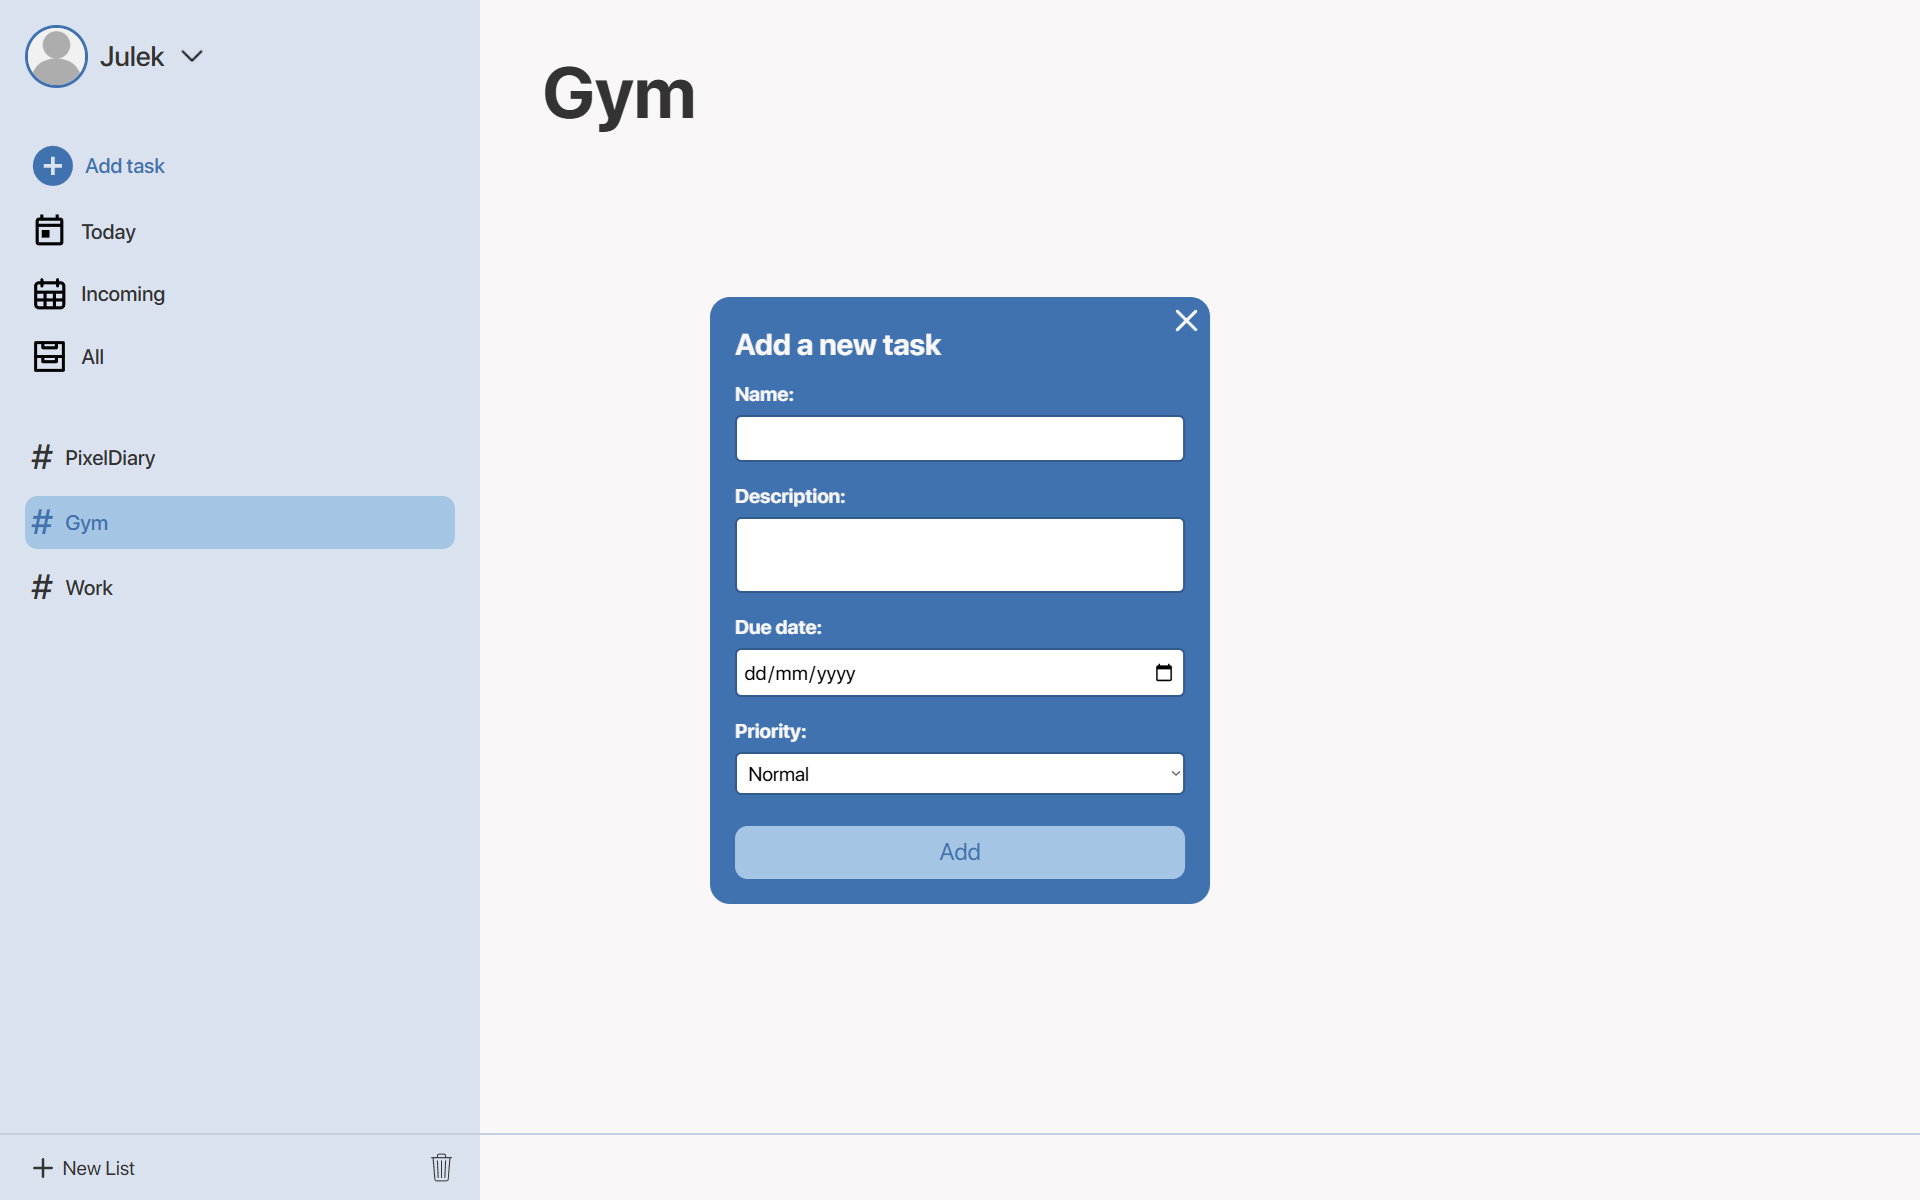 Julek
Add task
Today
Incoming
All
# PixelDiary
# Gym
# Work
New List
Gym
Add a new task
Name:
Description:
Due date:
dd/mm/yyyy
Priority:
Normal
Add